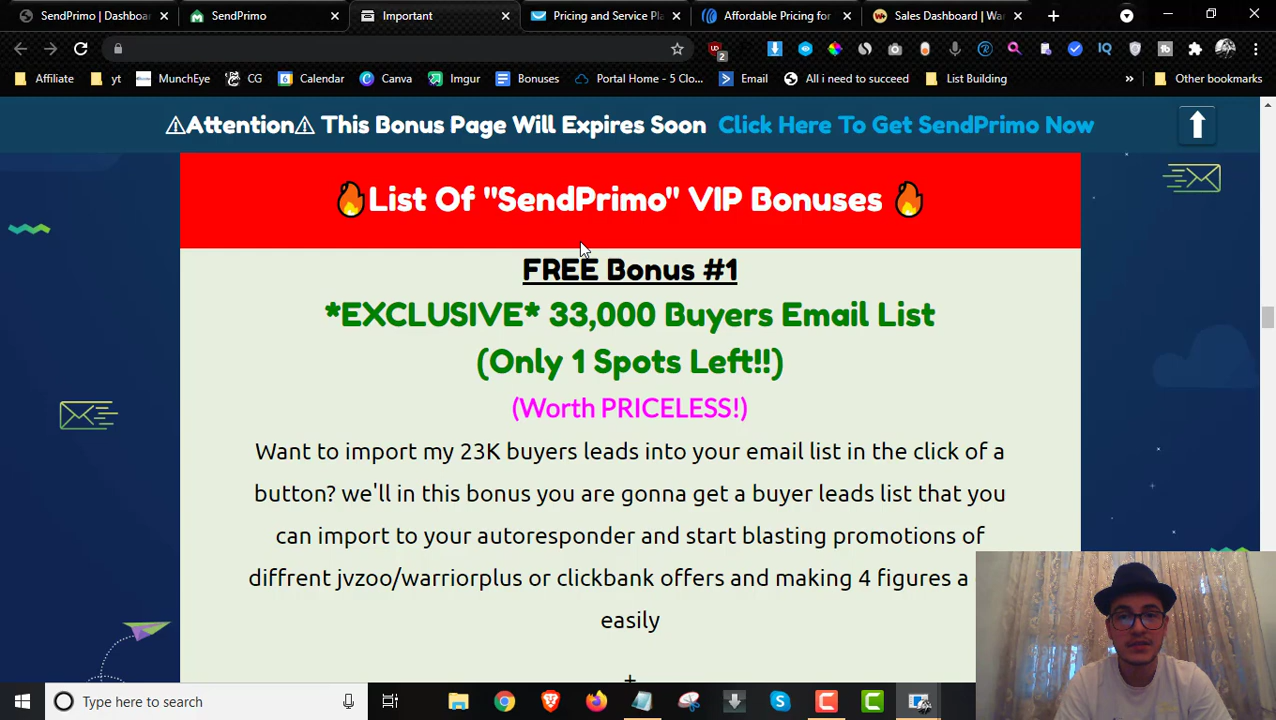 SendPrimo | Dashboa
SendPrimo
Important
Pricing and Service Pla
Affordable Pricing for
Sales Dashboard | Wa
2
IQ
Affiliate
yt
MunchEye
CG
6
Calendar
Canva
Imgur
Bonuses
Portal Home - 5 Clo...
Email
All i need to succeed
List Building
»
Other bookmarks
⚠Attention⚠ This Bonus Page Will Expires Soon Click Here To Get SendPrimo Now
🔥List Of "SendPrimo" VIP Bonuses 🔥
FREE Bonus #1
*EXCLUSIVE* 33,000 Buyers Email List
(Only 1 Spots Left!!)
(Worth PRICELESS!)
Want to import my 23K buyers leads into your email list in the click of a
button? we'll in this bonus you are gonna get a buyer leads list that you
can import to your autoresponder and start blasting promotions of
diffrent jvzoo/warriorplus or clickbank offers and making 4 figures a
easily
+
Type here to search